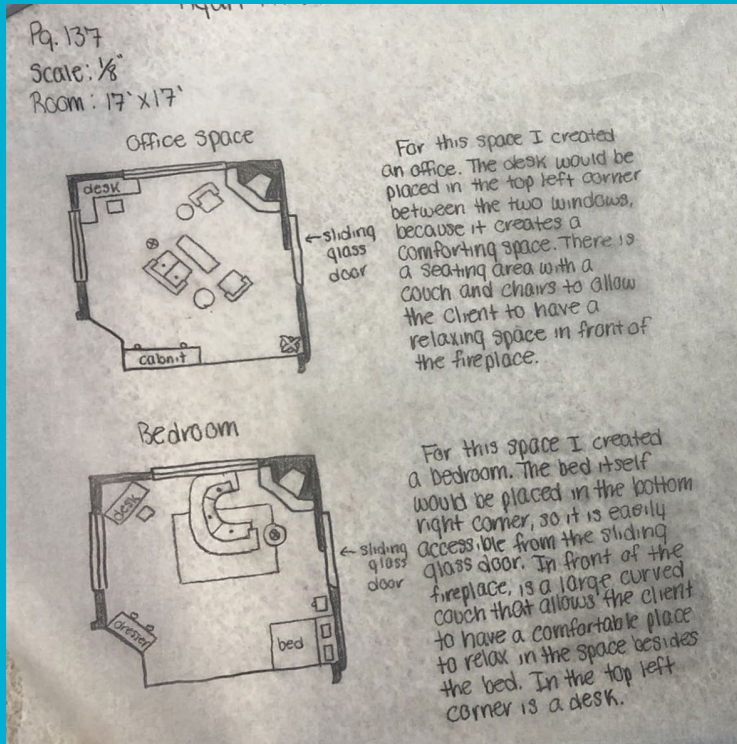 Pg. 137
Scale: 1/8"
Room: 17'x17'
Office Space
desk
←sliding
glass
door
cabnit
For this space I created
an office. The desk would be
placed in the top left corner
between the two windows,
because it creates a
comforting space. There is
a seating area with a
couch and chairs to allow
the client to have a
relaxing space in front of
the fireplace.
Bedroom
desk
←sliding
glass
door
dresser
bed
For this space I created
a bedroom. The bed itself
would be placed in the bottom
right corner, so it is easily
accessible from the sliding
glass door. In front of the
fireplace, is a large curved
couch that allows the client
to have a comfortable place
to relax in the space besides
the bed. In the top left
corner is a desk.